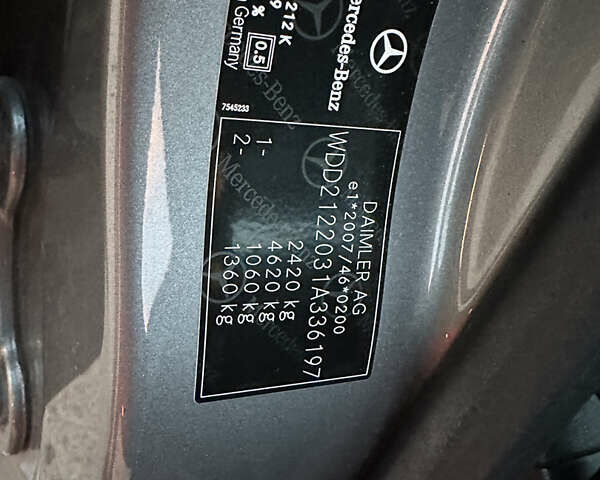 Mercedes-Benz
212 K
%
0.5
Germany
7545233
DAIMLER AG
e1*2007/46*0200
WDD2122031A336197
2420 kg
4620 kg
1- 1060 kg
2- 1360 kg